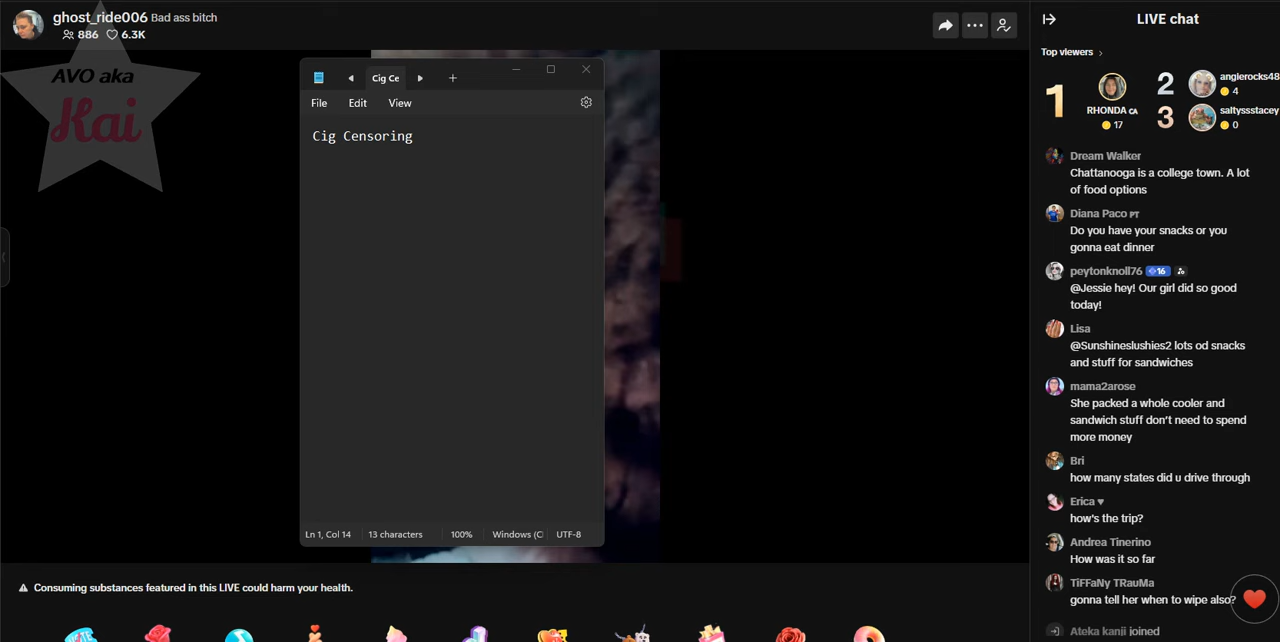 ghost_ride006 Bad ass bitch
886 6.3K
AVO aka
Kai
Cig Ce
File Edit View
Cig Censoring
Ln 1, Col 14 13 characters 100% Windows (C UTF-8
Consuming substances featured in this LIVE could harm your health.
LIVE chat
Top viewers
1
RHONDA CA
17
2
anglerocks48
4
3
saltyssstacey
0
Dream Walker
Chattanooga is a college town. A lot
of food options
Diana Paco PT
Do you have your snacks or you
gonna eat dinner
peytonknoll76 16
@Jessie hey! Our girl did so good
today!
Lisa
@Sunshineslushies2 lots od snacks
and stuff for sandwiches
mama2arose
She packed a whole cooler and
sandwich stuff don't need to spend
more money
Bri
how many states did u drive through
Erica ♥
how's the trip?
Andrea Tinerino
How was it so far
TiFFaNy TRauMa
gonna tell her when to wipe also?
Ateka kanii joined